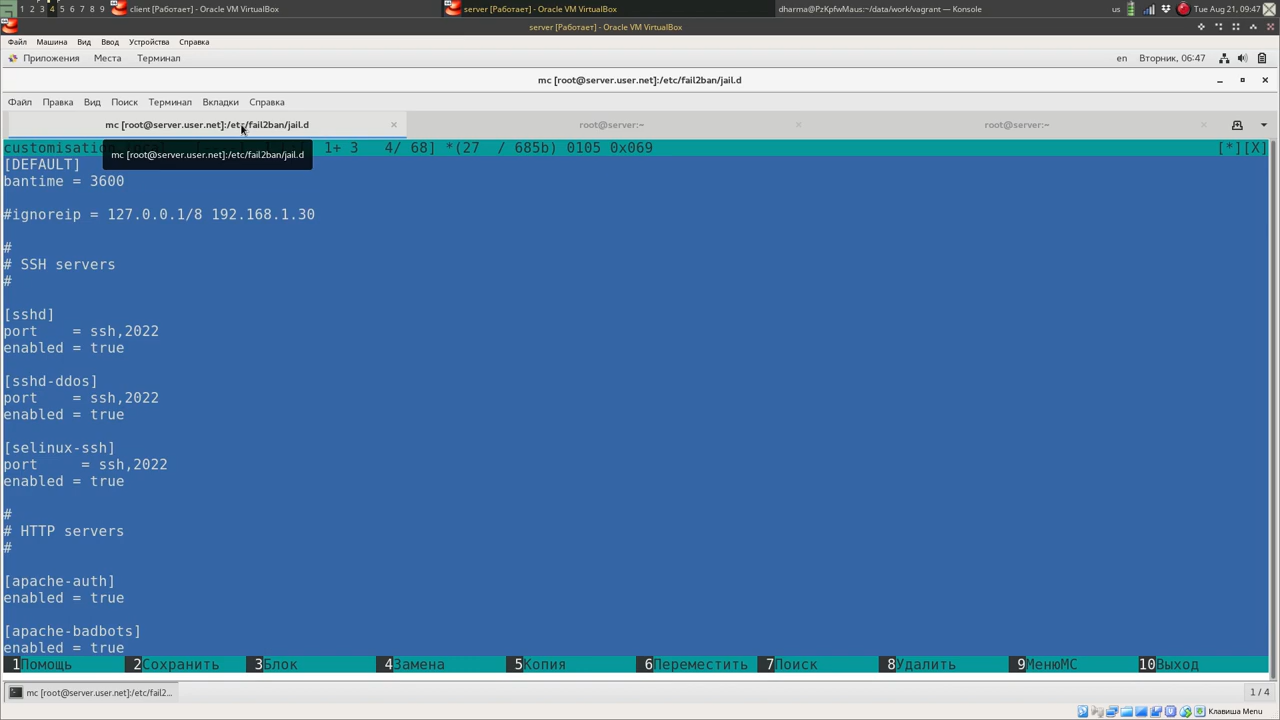 1 2 3 4 5 6 7 8 9
client [Работает] - Oracle VM VirtualBox
server [Работает] - Oracle VM VirtualBox
dharma@PzKpfwMaus:~/data/work/vagrant — Konsole
us
Tue Aug 21, 09:47
server [Работает] - Oracle VM VirtualBox
Файл Машина Вид Ввод Устройства Справка
Приложения Места Терминал
en Вторник, 06:47
mc [root@server.user.net]:/etc/fail2ban/jail.d
Файл Правка Вид Поиск Терминал Вкладки Справка
mc [root@server.user.net]:/etc/fail2ban/jail.d
root@server:~
root@server:~
1+ 3 4/ 68] *(27 / 685b) 0105 0x069 [*][X]
mc [root@server.user.net]:/etc/fail2ban/jail.d
[DEFAULT]
bantime = 3600
#ignoreip = 127.0.0.1/8 192.168.1.30
#
# SSH servers
#
[sshd]
port = ssh,2022
enabled = true
[sshd-ddos]
port = ssh,2022
enabled = true
[selinux-ssh]
port = ssh,2022
enabled = true
#
# HTTP servers
#
[apache-auth]
enabled = true
[apache-badbots]
enabled = true
1Помощь 2Сохранить 3Блок 4Замена 5Копия 6Переместить 7Поиск 8Удалить 9МенюMC 10Выход
mc [root@server.user.net]:/etc/fail2...
1 / 4
Клавиша Menu